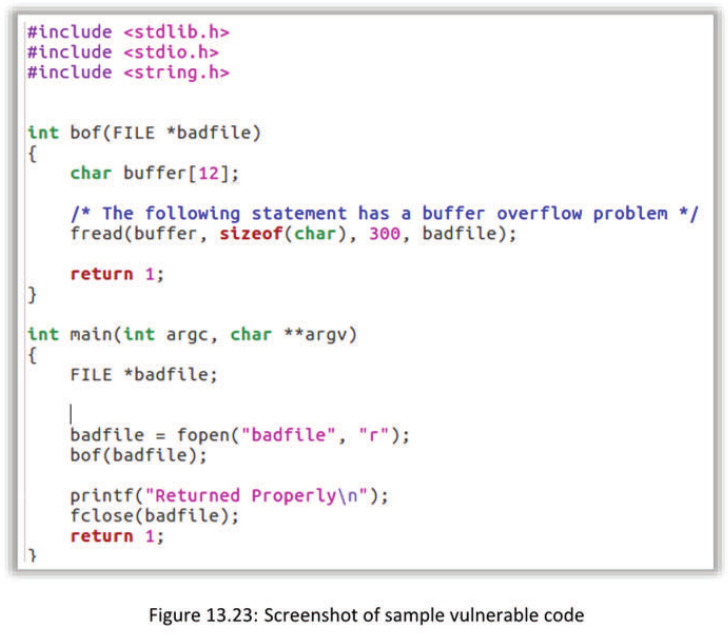 #include <stdlib.h>
#include <stdio.h>
#include <string.h>
int bof(FILE *badfile)
{
char buffer[12];
/* The following statement has a buffer overflow problem */
fread(buffer, sizeof(char), 300, badfile);
return 1;
}
int main(int argc, char **argv)
{
FILE *badfile;
badfile = fopen("badfile", "r");
bof(badfile);
printf("Returned Properly\n");
fclose(badfile);
return 1;
}
Figure 13.23: Screenshot of sample vulnerable code